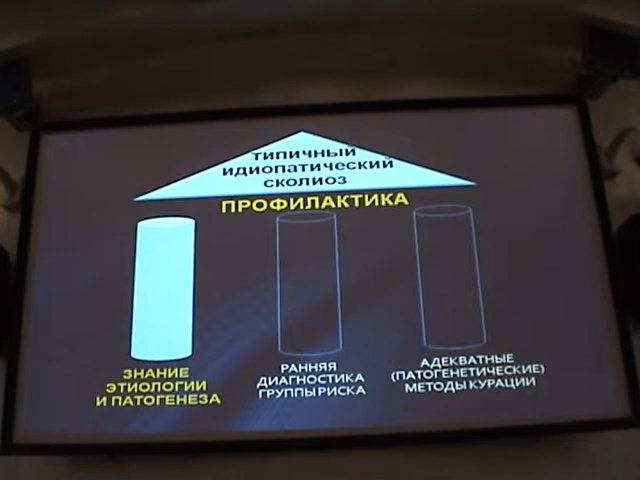 ТИПИЧНЫЙ
ИДИОПАТИЧЕСКИЙ
СКОЛИОЗ
ПРОФИЛАКТИКА
ЗНАНИЕ
ЭТИОЛОГИИ
И ПАТОГЕНЕЗА
РАННЯЯ
ДИАГНОСТИКА
ГРУППЫ РИСКА
АДЕКВАТНЫЕ
(ПАТОГЕНЕТИЧЕСКИЕ)
МЕТОДЫ КУРАЦИИ